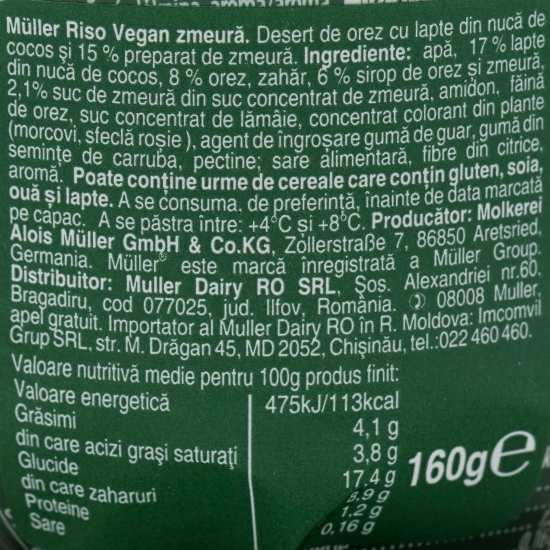 Müller Riso Vegan zmeură. Desert de orez cu lapte din nucă de
cocos și 15 % preparat de zmeură. Ingrediente: apă, 17 % lapte
din nucă de cocos, 8 % orez, zahăr, 6 % sirop de orez și zmeură,
2,1% suc de zmeură din suc concentrat de zmeură, amidon, făină
de orez, suc concentrat de lămâie, concentrat colorant din plante
(morcovi, sfeclă roșie ), agent de îngroșare gumă de guar, gumă din
semințe de carruba, pectine; sare alimentară, fibre din citrice,
aromă. Poate conține urme de cereale care conțin gluten, soia,
ouă și lapte. A se consuma, de preferință, înainte de data marcată
pe capac. A se păstra între: +4°C și +8°C. Producător: Molkerei
Alois Müller GmbH & Co.KG, Zollerstraße 7, 86850 Aretsried,
Germania. Müller® este marcă înregistrată a Müller Group.
Distribuitor: Muller Dairy RO SRL, Șos. Alexandriei nr.60,
Bragadiru, cod 077025, jud. Ilfov, România. 08008 Muller,
apel gratuit. Importator al Muller Dairy RO în R. Moldova: Imcomvil
Grup SRL, str. M. Drăgan 45, MD 2052, Chișinău, tel.:022 460 460.
Valoare nutritivă medie pentru 100g produs finit:
Valoare energetică 475kJ/113kcal
Grăsimi 4,1 g
din care acizi grași saturați 3,8 g
Glucide 17.4 g
din care zaharuri 8.9 g
Proteine 1.2 g
Sare 0,16 g
160g℮